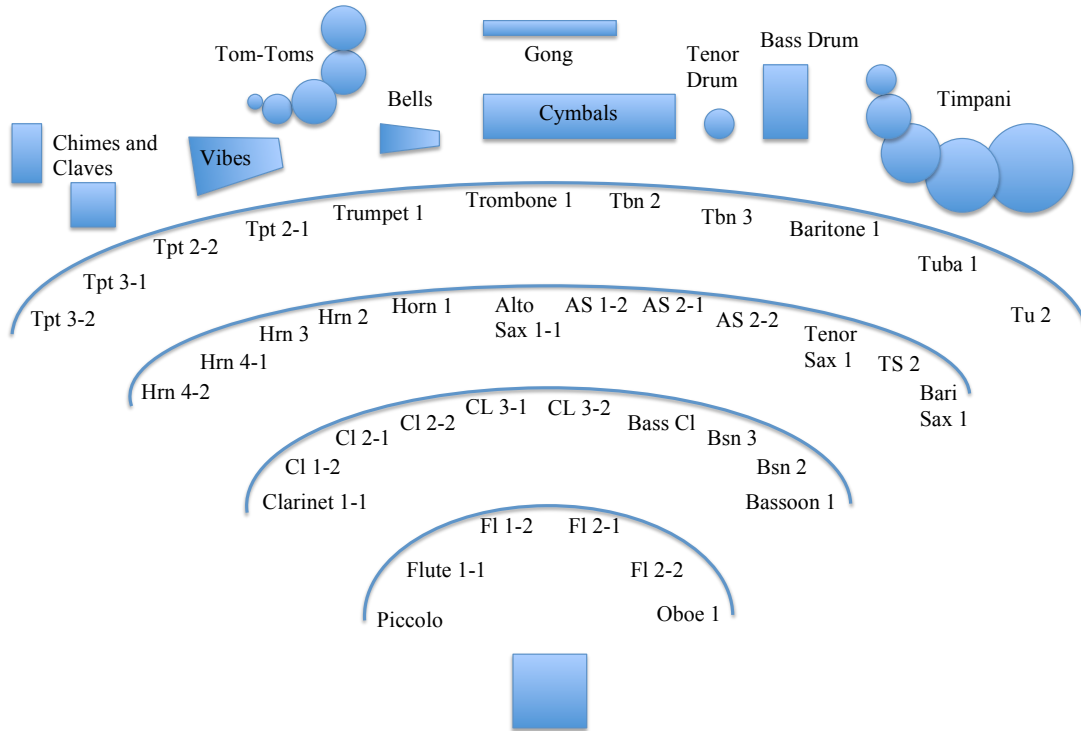 Tom-Toms
Gong
Tenor
Drum
Bass Drum
Bells
Cymbals
Timpani
Chimes and
Claves
Vibes
Trumpet 1
Trombone 1
Tbn 2
Tbn 3
Baritone 1
Tuba 1
Tu 2
Tpt 2-1
Tpt 2-2
Tpt 3-1
Tpt 3-2
Horn 1
Hrn 2
Hrn 3
Hrn 4-1
Hrn 4-2
Alto
Sax 1-1
AS 1-2
AS 2-1
AS 2-2
Tenor
Sax 1
TS 2
Bari
Sax 1
CL 3-1
CL 3-2
Bass Cl
Bsn 3
Bsn 2
Bassoon 1
Cl 2-2
Cl 2-1
Cl 1-2
Clarinet 1-1
Fl 1-2
Fl 2-1
Flute 1-1
Fl 2-2
Piccolo
Oboe 1